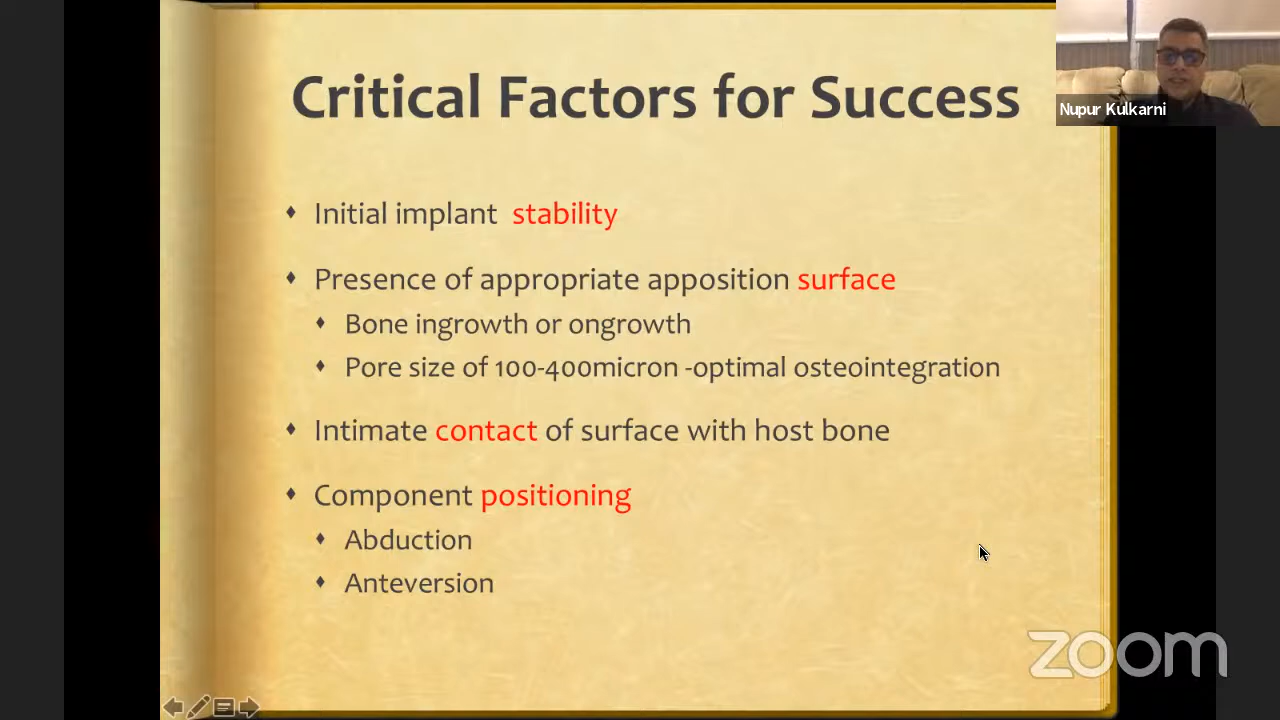 Critical Factors for Success
Nupur Kulkarni
Initial implant stability
Presence of appropriate apposition surface
Bone ingrowth or ongrowth
Pore size of 100-400micron -optimal osteointegration
Intimate contact of surface with host bone
Component positioning
Abduction
Anteversion
zoom